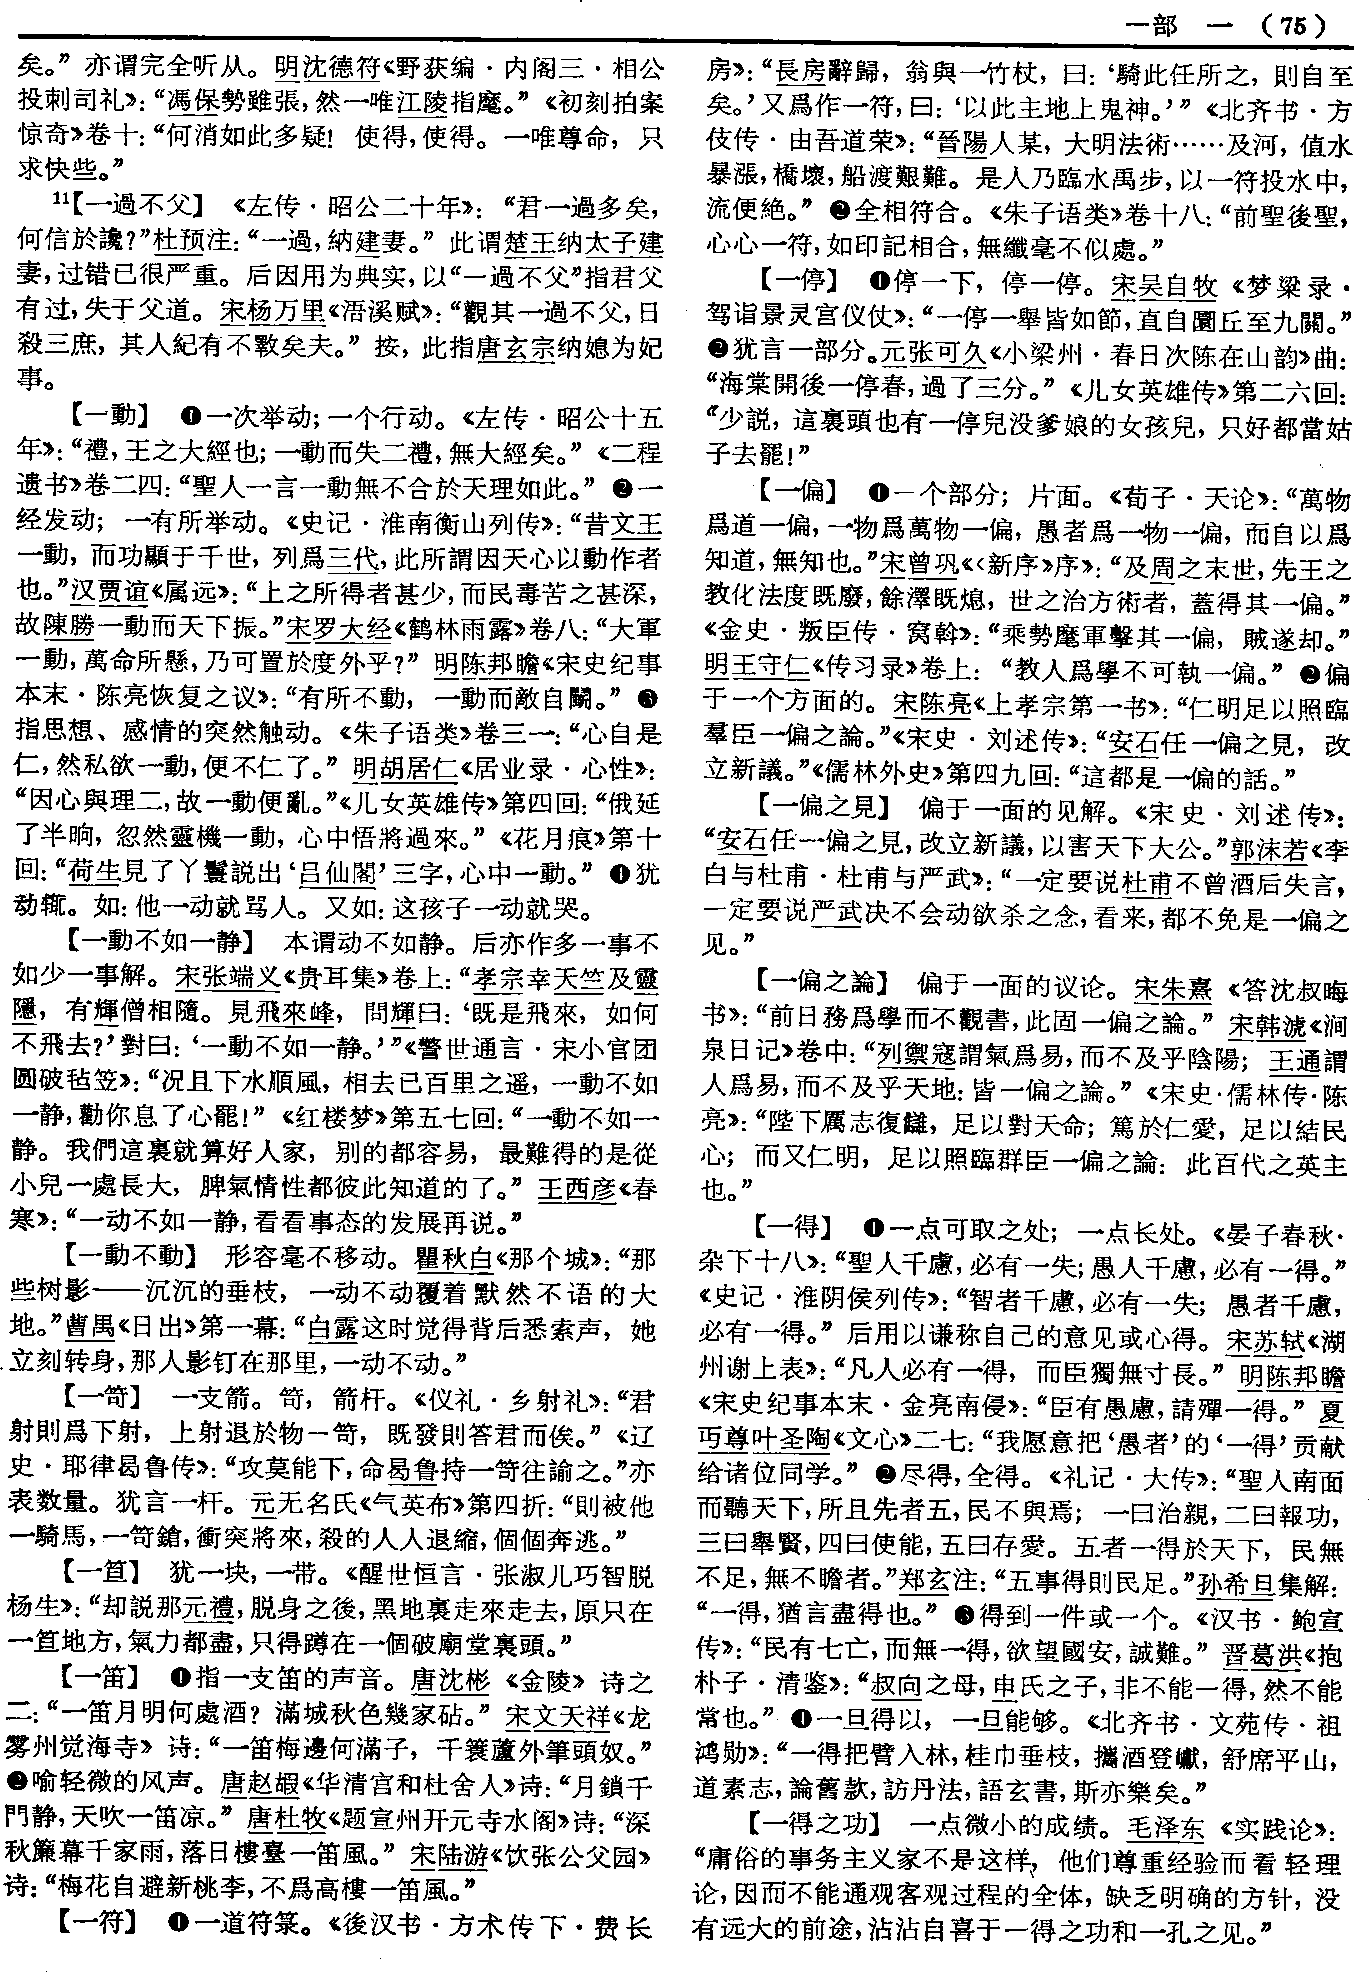 一部 一（75）
矣。”亦谓完全听从。明沈德符《野获编·内阁三·相公
投刺司礼》：“馮保勢雖張，然一唯江陵指麾。”《初刻拍案
惊奇》卷十：“何消如此多疑！使得，使得。一唯尊命，只
求快些。”
11【一過不父】 《左传·昭公二十年》：“君一過多矣，
何信於讒？”杜预注：“一過，納建妻。”此谓楚王纳太子建
妻，过错已很严重。后因用为典实，以“一過不父”指君父
有过，失于父道。宋杨万里《浯溪赋》：“觀其一過不父，日
殺三庶，其人紀有不斁矣夫。”按，此指唐玄宗纳媳为妃
事。
【一動】 ❶一次举动；一个行动。《左传·昭公十五
年》：“禮，王之大經也；一動而失二禮，無大經矣。”《二程
遗书》卷二四：“聖人一言一動無不合於天理如此。”❷一
经发动；一有所举动。《史记·淮南衡山列传》：“昔文王
一動，而功顯于千世，列爲三代，此所謂因天心以動作者
也。”汉贾谊《属远》：“上之所得者甚少，而民毒苦之甚深，
故陳勝一動而天下振。”宋罗大经《鹤林雨露》卷八：“大軍
一動，萬命所懸，乃可置於度外乎？”明陈邦瞻《宋史纪事
本末·陈亮恢复之议》：“有所不動，一動而敵自鬭。”❸
指思想、感情的突然触动。《朱子语类》卷三一：“心自是
仁，然私欲一動，便不仁了。”明胡居仁《居业录·心性》：
“因心與理二，故一動便亂。”《儿女英雄传》第四回：“俄延
了半晌，忽然靈機一動，心中悟將過來。”《花月痕》第十
回：“荷生見了丫鬟説出‘吕仙閣’三字，心中一動。”❹犹
动辄。如：他一动就骂人。又如：这孩子一动就哭。
【一動不如一静】 本谓动不如静。后亦作多一事不
如少一事解。宋张端义《贵耳集》卷上：“孝宗幸天竺及靈
隱，有輝僧相隨。見飛來峰，問輝曰：‘既是飛來，如何
不飛去？’對曰：‘一動不如一静。’”《警世通言·宋小官团
圆破毡笠》：“况且下水順風，相去已百里之遥，一動不如
一静，勸你息了心罷！”《红楼梦》第五七回：“一動不如一
静。我們這裏就算好人家，别的都容易，最難得的是從
小兒一處長大，脾氣情性都彼此知道的了。”王西彦《春
寒》：“一动不如一静，看看事态的发展再说。”
【一動不動】 形容毫不移动。瞿秋白《那个城》：“那
些树影——沉沉的垂枝，一动不动覆着默然不语的大
地。”曹禺《日出》第一幕：“白露这时觉得背后悉索声，她
立刻转身，那人影钉在那里，一动不动。”
【一笴】 一支箭。笴，箭杆。《仪礼·乡射礼》：“君
射則爲下射，上射退於物一笴，既發則答君而俟。”《辽
史·耶律曷鲁传》：“攻莫能下，命曷鲁持一笴往諭之。”亦
表数量。犹言一杆。元无名氏《气英布》第四折：“則被他
一騎馬，一笴鎗，衝突將來，殺的人人退縮，個個奔逃。”
【一笪】 犹一块，一带。《醒世恒言·张淑儿巧智脱
杨生》：“却説那元禮，脱身之後，黑地裏走來走去，原只在
一笪地方，氣力都盡，只得蹲在一個破廟堂裏頭。”
【一笛】 ❶指一支笛的声音。唐沈彬《金陵》诗之
二：“一笛月明何處酒？滿城秋色幾家砧。”宋文天祥《龙
雾州觉海寺》诗：“一笛梅邊何滿子，千簑蘆外筆頭奴。”
❷喻轻微的风声。唐赵嘏《华清宫和杜舍人》诗：“月鎖千
門静，天吹一笛凉。”唐杜牧《题宣州开元寺水阁》诗：“深
秋簾幕千家雨，落日樓臺一笛風。”宋陆游《饮张公父园》
诗：“梅花自避新桃李，不爲高樓一笛風。”
【一符】 ❶一道符箓。《後汉书·方术传下·费长
房》：“長房辭歸，翁與一竹杖，曰：‘騎此任所之，則自至
矣。’又爲作一符，曰：‘以此主地上鬼神。’”《北齐书·方
伎传·由吾道荣》：“晉陽人某，大明法術……及河，值水
暴漲，橋壞，船渡艱難。是人乃臨水禹步，以一符投水中，
流便絶。”❷全相符合。《朱子语类》卷十八：“前聖後聖，
心心一符，如印記相合，無纖毫不似處。”
【一停】 ❶停一下，停一停。宋吴自牧《梦粱录·
驾诣景灵宫仪仗》：“一停一舉皆如節，直自圜丘至九關。”
❷犹言一部分。元张可久《小梁州·春日次陈在山韵》曲：
“海棠開後一停春，過了三分。”《儿女英雄传》第二六回：
“少説，這裏頭也有一停兒没爹娘的女孩兒，只好都當姑
子去罷！”
【一偏】 ❶一个部分；片面。《荀子·天论》：“萬物
爲道一偏，一物爲萬物一偏，愚者爲一物一偏，而自以爲
知道，無知也。”宋曾巩《〈新序〉序》：“及周之末世，先王之
教化法度既廢，餘澤既熄，世之治方術者，蓋得其一偏。”
《金史·叛臣传·窝斡》：“乘勢麾軍擊其一偏，賊遂却。”
明王守仁《传习录》卷上：“教人爲學不可執一偏。”❷偏
于一个方面的。宋陈亮《上孝宗第一书》：“仁明足以照臨
羣臣一偏之論。”《宋史·刘述传》：“安石任一偏之見，改
立新議。”《儒林外史》第四九回：“這都是一偏的話。”
【一偏之見】 偏于一面的见解。《宋史·刘述传》：
“安石任一偏之見，改立新議，以害天下大公。”郭沫若《李
白与杜甫·杜甫与严武》：“一定要说杜甫不曾酒后失言，
一定要说严武决不会动欲杀之念，看来，都不免是一偏之
见。”
【一偏之論】 偏于一面的议论。宋朱熹《答沈叔晦
书》：“前日務爲學而不觀書，此固一偏之論。”宋韩淲《涧
泉日记》卷中：“列禦寇謂氣爲易，而不及乎陰陽；王通謂
人爲易，而不及乎天地：皆一偏之論。”《宋史·儒林传·陈
亮》：“陛下厲志復讎，足以對天命；篤於仁愛，足以結民
心；而又仁明，足以照臨群臣一偏之論：此百代之英主
也。”
【一得】 ❶一点可取之处；一点长处。《晏子春秋·
杂下十八》：“聖人千慮，必有一失；愚人千慮，必有一得。”
《史记·淮阴侯列传》：“智者千慮，必有一失；愚者千慮，
必有一得。”后用以谦称自己的意见或心得。宋苏轼《湖
州谢上表》：“凡人必有一得，而臣獨無寸長。”明陈邦瞻
《宋史纪事本末·金亮南侵》：“臣有愚慮，請殫一得。”夏
丏尊叶圣陶《文心》二七：“我愿意把‘愚者’的‘一得’贡献
给诸位同学。”❷尽得，全得。《礼记·大传》：“聖人南面
而聽天下，所且先者五，民不與焉；一曰治親，二曰報功，
三曰舉賢，四曰使能，五曰存愛。五者一得於天下，民無
不足，無不贍者。”郑玄注：“五事得則民足。”孙希旦集解：
“一得，猶言盡得也。”❸得到一件或一个。《汉书·鲍宣
传》：“民有七亡，而無一得，欲望國安，誠難。”晋葛洪《抱
朴子·清鉴》：“叔向之母，申氏之子，非不能一得，然不能
常也。”❹一旦得以，一旦能够。《北齐书·文苑传·祖
鸿勋》：“一得把臂入林，桂巾垂枝，攜酒登巘，舒席平山，
道素志，論舊款，訪丹法，語玄書，斯亦樂矣。”
【一得之功】 一点微小的成绩。毛泽东《实践论》：
“庸俗的事务主义家不是这样，他们尊重经验而看轻理
论，因而不能通观客观过程的全体，缺乏明确的方针，没
有远大的前途，沾沾自喜于一得之功和一孔之见。”